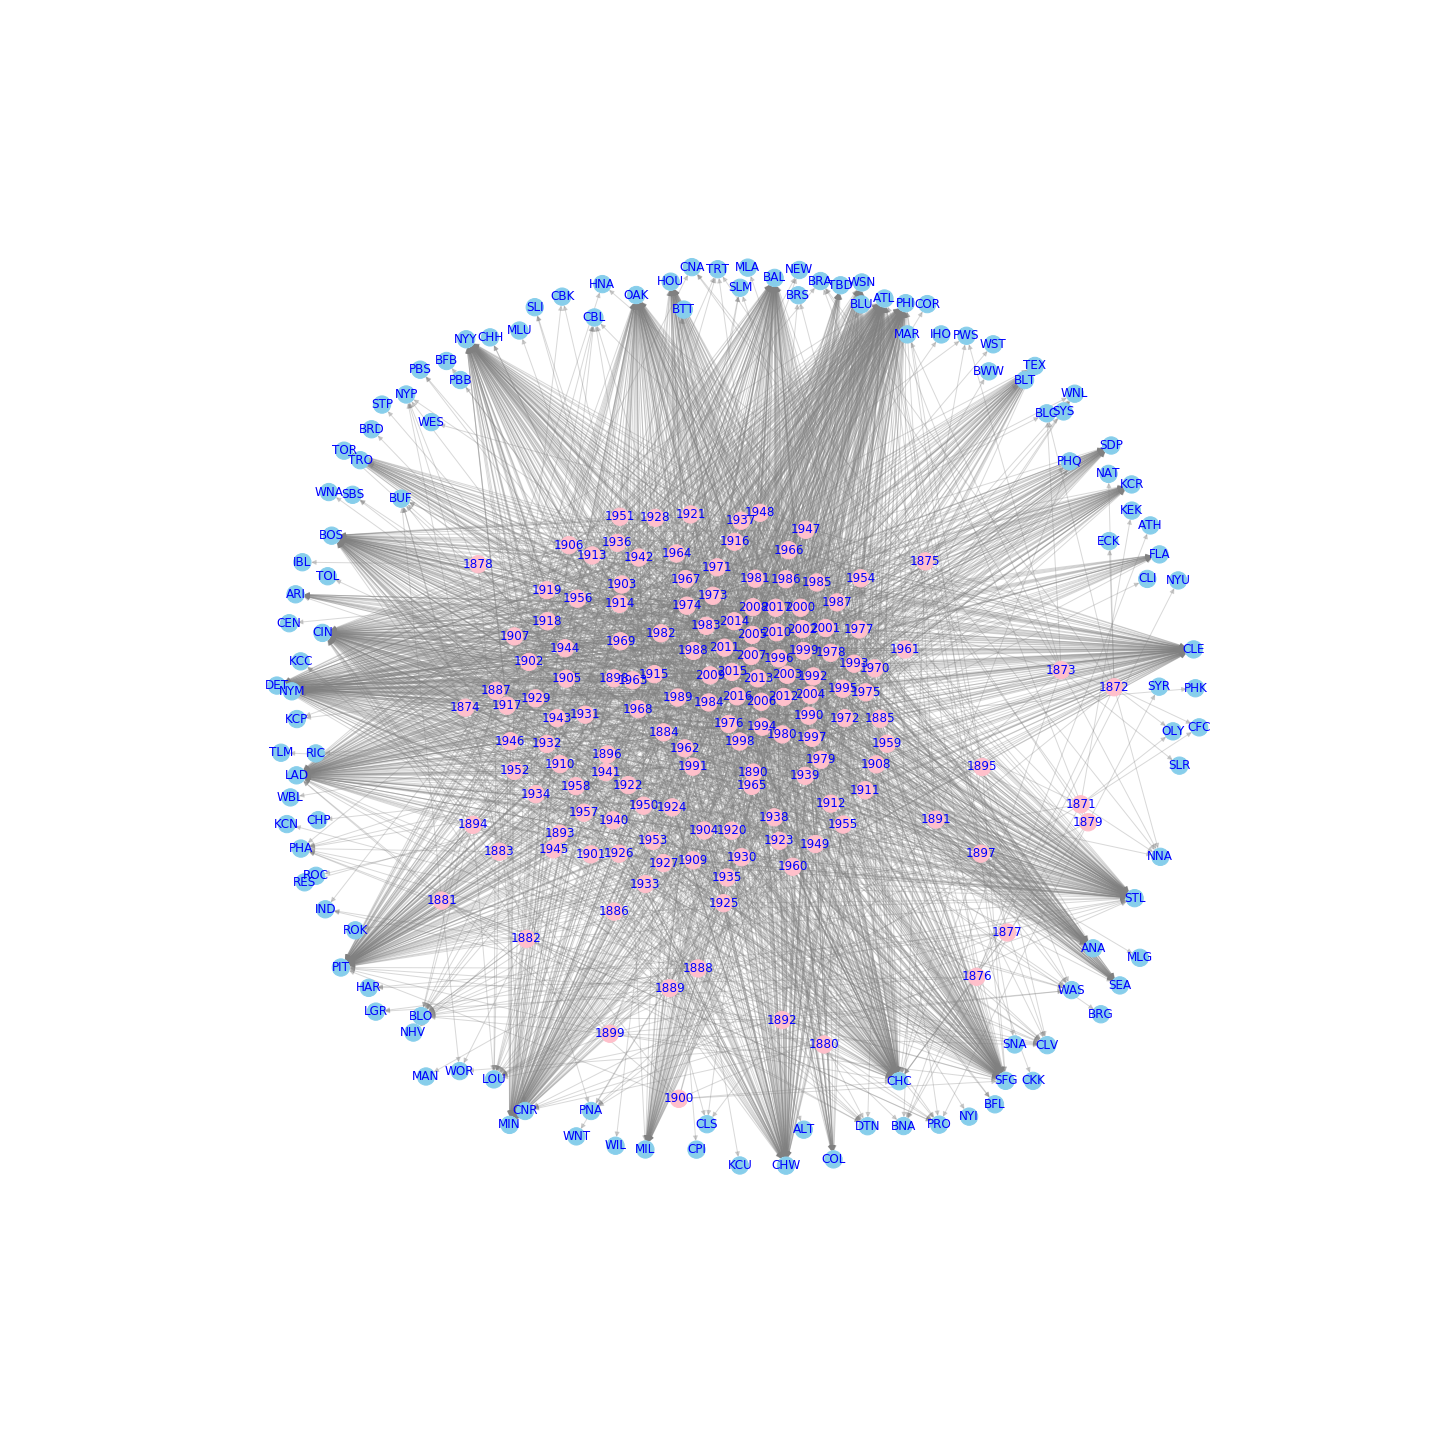 CNA TRT MLA BAL NEW BRA TBD WSN
HNA HOU SLM BRS
CBK OAK BTT BLU ATL PHI COR
SLI CBL
MLU MAR IHO PWS
NYY CHH WST
BFB TEX
PBS PBB BWW BLT
NYP WNL
STP BLC SYS
BRD WES
TOR SDP
TRO PHQ
NAT
WNA SBS BUF KCR
KEK
1951 1928 1921 1937 1948
BOS 1947 ATH
1906 1936 1916 ECK
1913 1942 1964 1966 FLA
IBL 1878 1971 1875
TOL 1903 1967 1981 1986 1985 1954 CLI NYU
ARI 1919 1956 1914 1974 1973 1987
2008 2017 2000
CEN 1918 1983 2014
CIN 1907 1969 1982 2005 2010 2002 2001 1977
1944 1988 2011 1999 1978 1961 CLE
KCC 1902 2007 1996 1993 1970
1905 1898 1963 1915 2009 2015 2013 2003 1992 1873
DET NYM 1887 1995 1975 1872 SYR PHK
1874 1917 1929 1968 1989 1984 2016 2006 2012 2004
KCP 1943 1931 1976 1994 1990 1972 1885
1884 1980 1997 OLY CFC
1946 1932 1962 1998 1959
TLM RIC 1896 1979
LAD 1952 1910 1941 1991 1890 1939 1908 1895 SLR
1934 1958 1922 1965 1911
WBL 1950 1924 1912 1871
KCN CHP 1894 1957 1940 1938 1955 1891 1879
1893 1904 1920
PHA 1883 1945 1901 1926 1953 1923 1949 1897 NNA
1927 1909 1930 1960
ROC 1935
RES 1933
1881 1925 STL
IND 1886
ROK 1882 1877
PIT 1888 ANA MLG
HAR 1889 1876 WAS SEA
LGR BLO 1892 BRG
NHV 1899 1880 SNA CLV
MAN WOR LOU CHC SFG CKK
1900
CNR PNA BFL
MIN CLS DTN BNA PRO NYI
WNT WIL MIL CPI ALT
KCU CHW COL